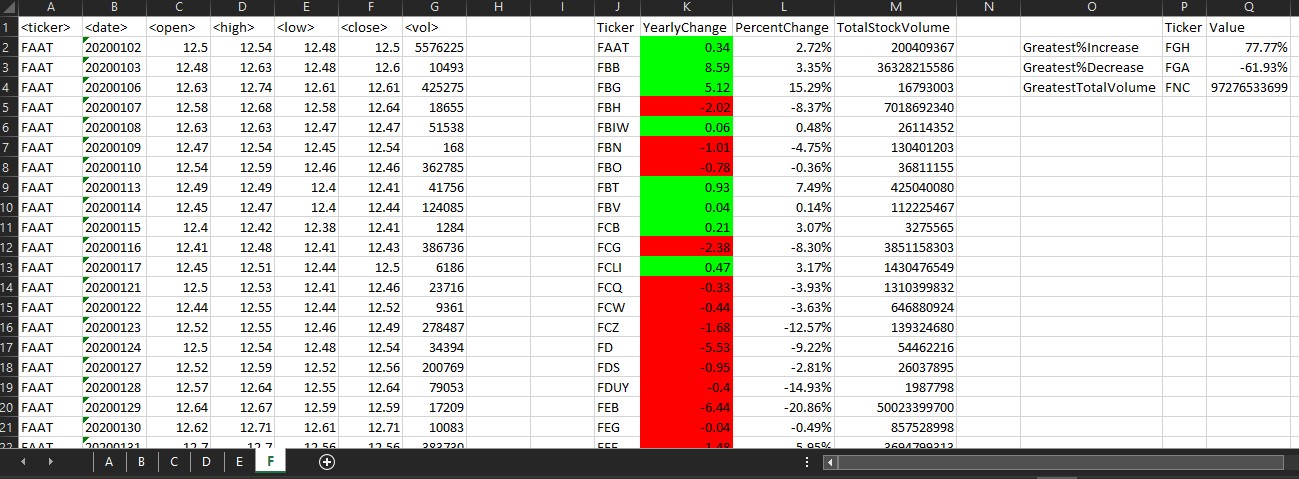 A B C D E F G H I J K L M N O P Q
1 <ticker> <date> <open> <high> <low> <close> <vol> Ticker YearlyChange PercentChange TotalStockVolume Ticker Value
2 FAAT 20200102 12.5 12.54 12.48 12.5 5576225 FAAT 0.34 2.72% 200409367 Greatest%Increase FGH 77.77%
3 FAAT 20200103 12.48 12.63 12.48 12.6 10493 FBB 8.59 3.35% 36328215586 Greatest%Decrease FGA -61.93%
4 FAAT 20200106 12.63 12.74 12.61 12.61 425275 FBG 5.12 15.29% 16793003 GreatestTotalVolume FNC 97276533699
5 FAAT 20200107 12.58 12.68 12.58 12.64 18655 FBH -2.02 -8.37% 7018692340
6 FAAT 20200108 12.63 12.63 12.47 12.47 51538 FBIW 0.06 0.48% 26114352
7 FAAT 20200109 12.47 12.54 12.45 12.54 168 FBN -1.01 -4.75% 130401203
8 FAAT 20200110 12.54 12.59 12.46 12.46 362785 FBO -0.78 -0.36% 36811155
9 FAAT 20200113 12.49 12.49 12.4 12.41 41756 FBT 0.93 7.49% 425040080
10 FAAT 20200114 12.45 12.47 12.4 12.44 124085 FBV 0.04 0.14% 112225467
11 FAAT 20200115 12.4 12.42 12.38 12.41 1284 FCB 0.21 3.07% 3275565
12 FAAT 20200116 12.41 12.48 12.41 12.43 386736 FCG -2.38 -8.30% 3851158303
13 FAAT 20200117 12.45 12.51 12.44 12.5 6186 FCLI 0.47 3.17% 1430476549
14 FAAT 20200121 12.5 12.53 12.41 12.46 23716 FCQ -0.33 -3.93% 1310399832
15 FAAT 20200122 12.44 12.55 12.44 12.52 9361 FCW -0.44 -3.63% 646880924
16 FAAT 20200123 12.52 12.55 12.46 12.49 278487 FCZ -1.68 -12.57% 139324680
17 FAAT 20200124 12.5 12.54 12.48 12.54 34394 FD -5.53 -9.22% 54462216
18 FAAT 20200127 12.52 12.59 12.52 12.56 200769 FDS -0.95 -2.81% 26037895
19 FAAT 20200128 12.57 12.64 12.55 12.64 79053 FDUY -0.4 -14.93% 1987798
20 FAAT 20200129 12.64 12.67 12.59 12.59 17209 FEB -6.44 -20.86% 50023399700
21 FAAT 20200130 12.62 12.71 12.61 12.71 10083 FEG -0.04 -0.49% 857528998
22 FAAT 20200131 12.7 12.7 12.56 12.56
A B C D E F